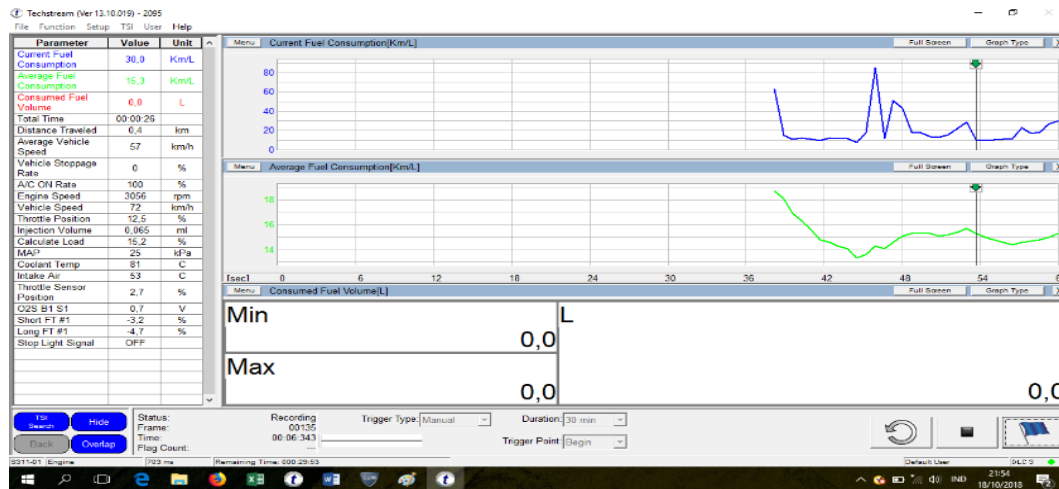 Techstream (Ver 13.10.019) - 2095
File Function Setup TSI User Help
Parameter Value Unit
Current Fuel Consumption 30,0 Km/L
Average Fuel Consumption 15,3 Km/L
Consumed Fuel Volume 0,0 L
Total Time 00:00:26
Distance Traveled 0,4 km
Average Vehicle Speed 57 km/h
Vehicle Stoppage Rate 0 %
A/C ON Rate 100 %
Engine Speed 3056 rpm
Vehicle Speed 72 km/h
Throttle Position 12,5 %
Injection Volume 0,065 ml
Calculate Load 15,2 %
MAP 25 kPa
Coolant Temp 81 C
Intake Air 53 C
Throttle Sensor Position 2,7 %
O2S B1 S1 0,7 V
Short FT #1 -3,2 %
Long FT #1 -4,7 %
Stop Light Signal OFF
Menu Current Fuel Consumption[Km/L] Full Screen Graph Type
80
60
40
20
0
Menu Average Fuel Consumption[Km/L] Full Screen Graph Type
18
16
14
[sec] 0 6 12 18 24 30 36 42 48 54
Menu Consumed Fuel Volume[L] Full Screen Graph Type
Min 0,0
L
Max 0,0
0,0
TSI Search Hide
Back Overlap
Status: Recording
Frame: 00135
Time: 00:06:343
Flag Count: ---
Trigger Type: Manual
Duration: 30 min
Trigger Point: Begin
S311-01 Engine 703 ms Remaining Time: 000:29:53 Default User DLC 3
IND 21:54
18/10/2018